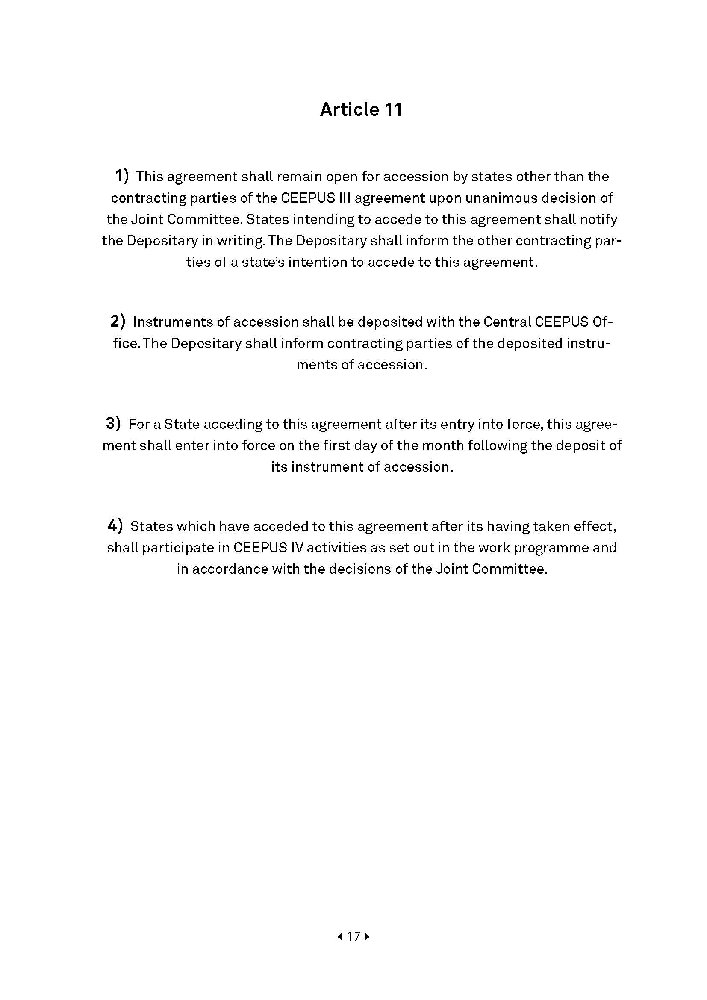 Article 11
1) This agreement shall remain open for accession by states other than the
contracting parties of the CEEPUS III agreement upon unanimous decision of
the Joint Committee. States intending to accede to this agreement shall notify
the Depositary in writing. The Depositary shall inform the other contracting par-
ties of a state’s intention to accede to this agreement.
2) Instruments of accession shall be deposited with the Central CEEPUS Of-
fice. The Depositary shall inform contracting parties of the deposited instru-
ments of accession.
3) For a State acceding to this agreement after its entry into force, this agree-
ment shall enter into force on the first day of the month following the deposit of
its instrument of accession.
4) States which have acceded to this agreement after its having taken effect,
shall participate in CEEPUS IV activities as set out in the work programme and
in accordance with the decisions of the Joint Committee.
17